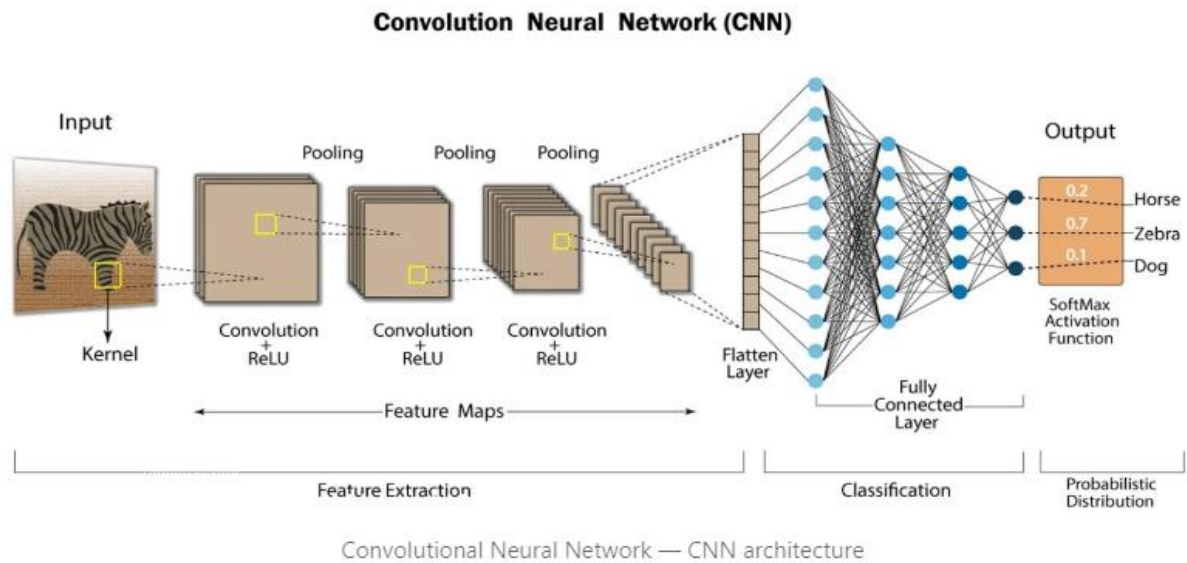 Convolution Neural Network (CNN)
Input
Output
Pooling
Pooling
Pooling
0.2
Horse
0.7
Zebra
0.1
Dog
SoftMax
Activation
Function
Kernel
Convolution
+
ReLU
Convolution
+
ReLU
Convolution
+
ReLU
Flatten
Layer
Fully
Connected
Layer
Feature Maps
Feature Extraction
Classification
Probabilistic
Distribution
Convolutional Neural Network — CNN architecture